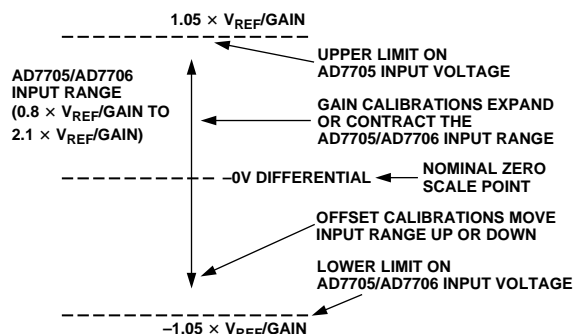 1.05 × VREF/GAIN
UPPER LIMIT ON
AD7705 INPUT VOLTAGE
AD7705/AD7706
INPUT RANGE
(0.8 × VREF/GAIN TO
2.1 × VREF/GAIN)
GAIN CALIBRATIONS EXPAND
OR CONTRACT THE
AD7705/AD7706 INPUT RANGE
–0V DIFFERENTIAL
NOMINAL ZERO
SCALE POINT
OFFSET CALIBRATIONS MOVE
INPUT RANGE UP OR DOWN
LOWER LIMIT ON
AD7705/AD7706 INPUT VOLTAGE
–1.05 × VREF/GAIN